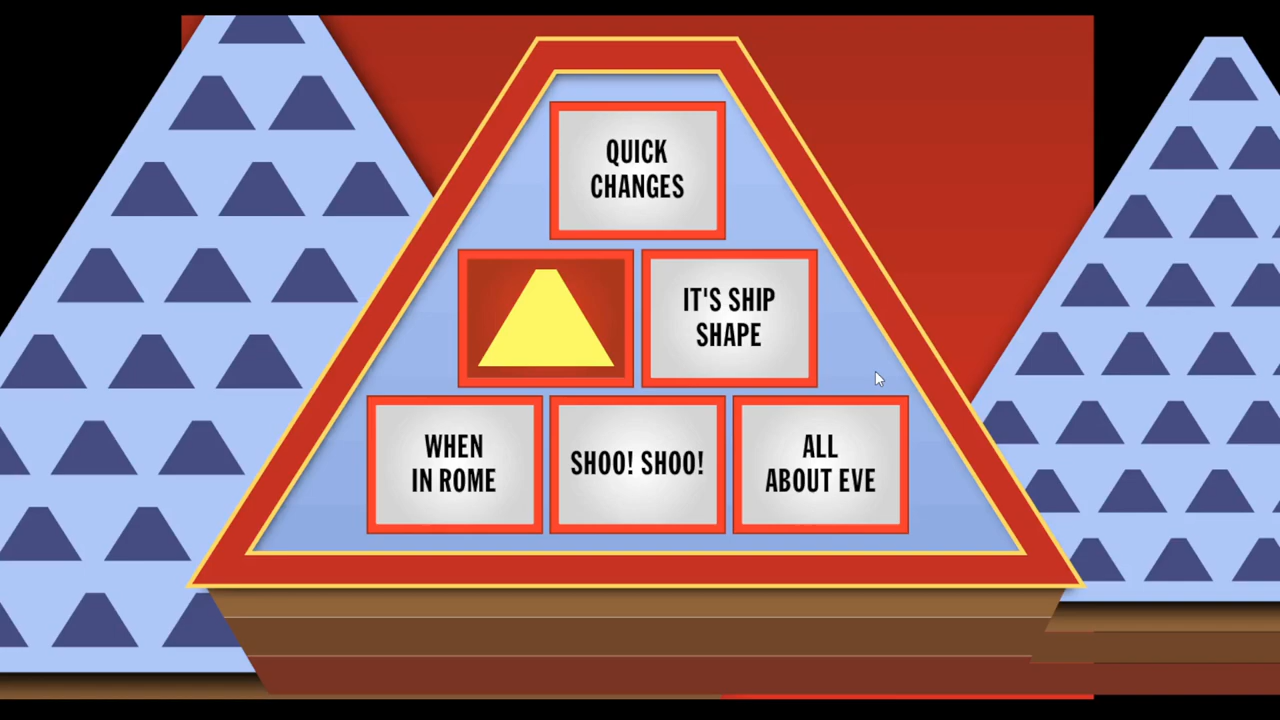 QUICK
CHANGES
IT'S SHIP
SHAPE
WHEN
IN ROME
SHOO! SHOO!
ALL
ABOUT EVE